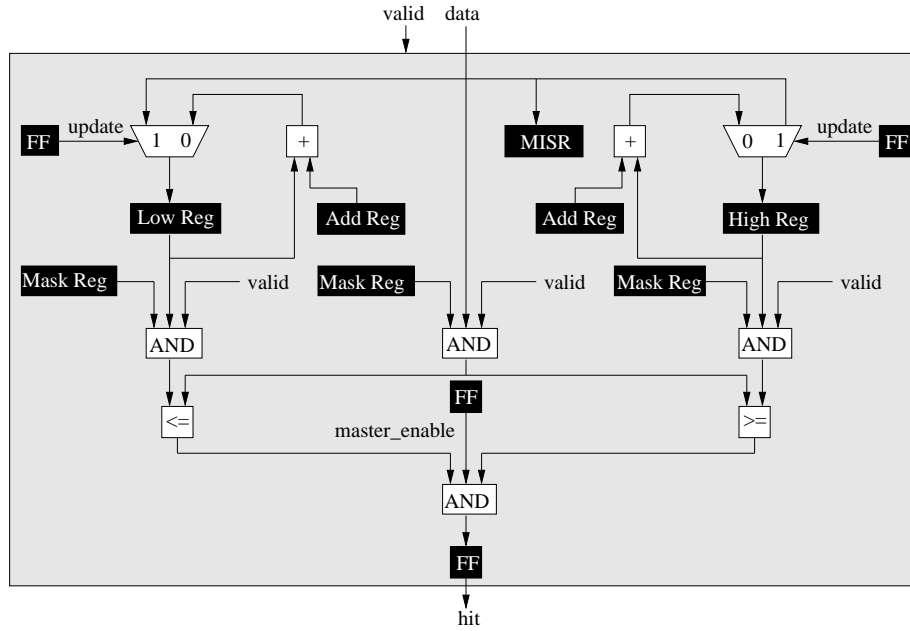 valid data
update
FF
1 0
+
MISR
+
0 1
update
FF
Low Reg
Add Reg
Add Reg
High Reg
Mask Reg
valid
Mask Reg
valid
Mask Reg
valid
AND
AND
AND
<=
FF
>=
master_enable
AND
FF
hit